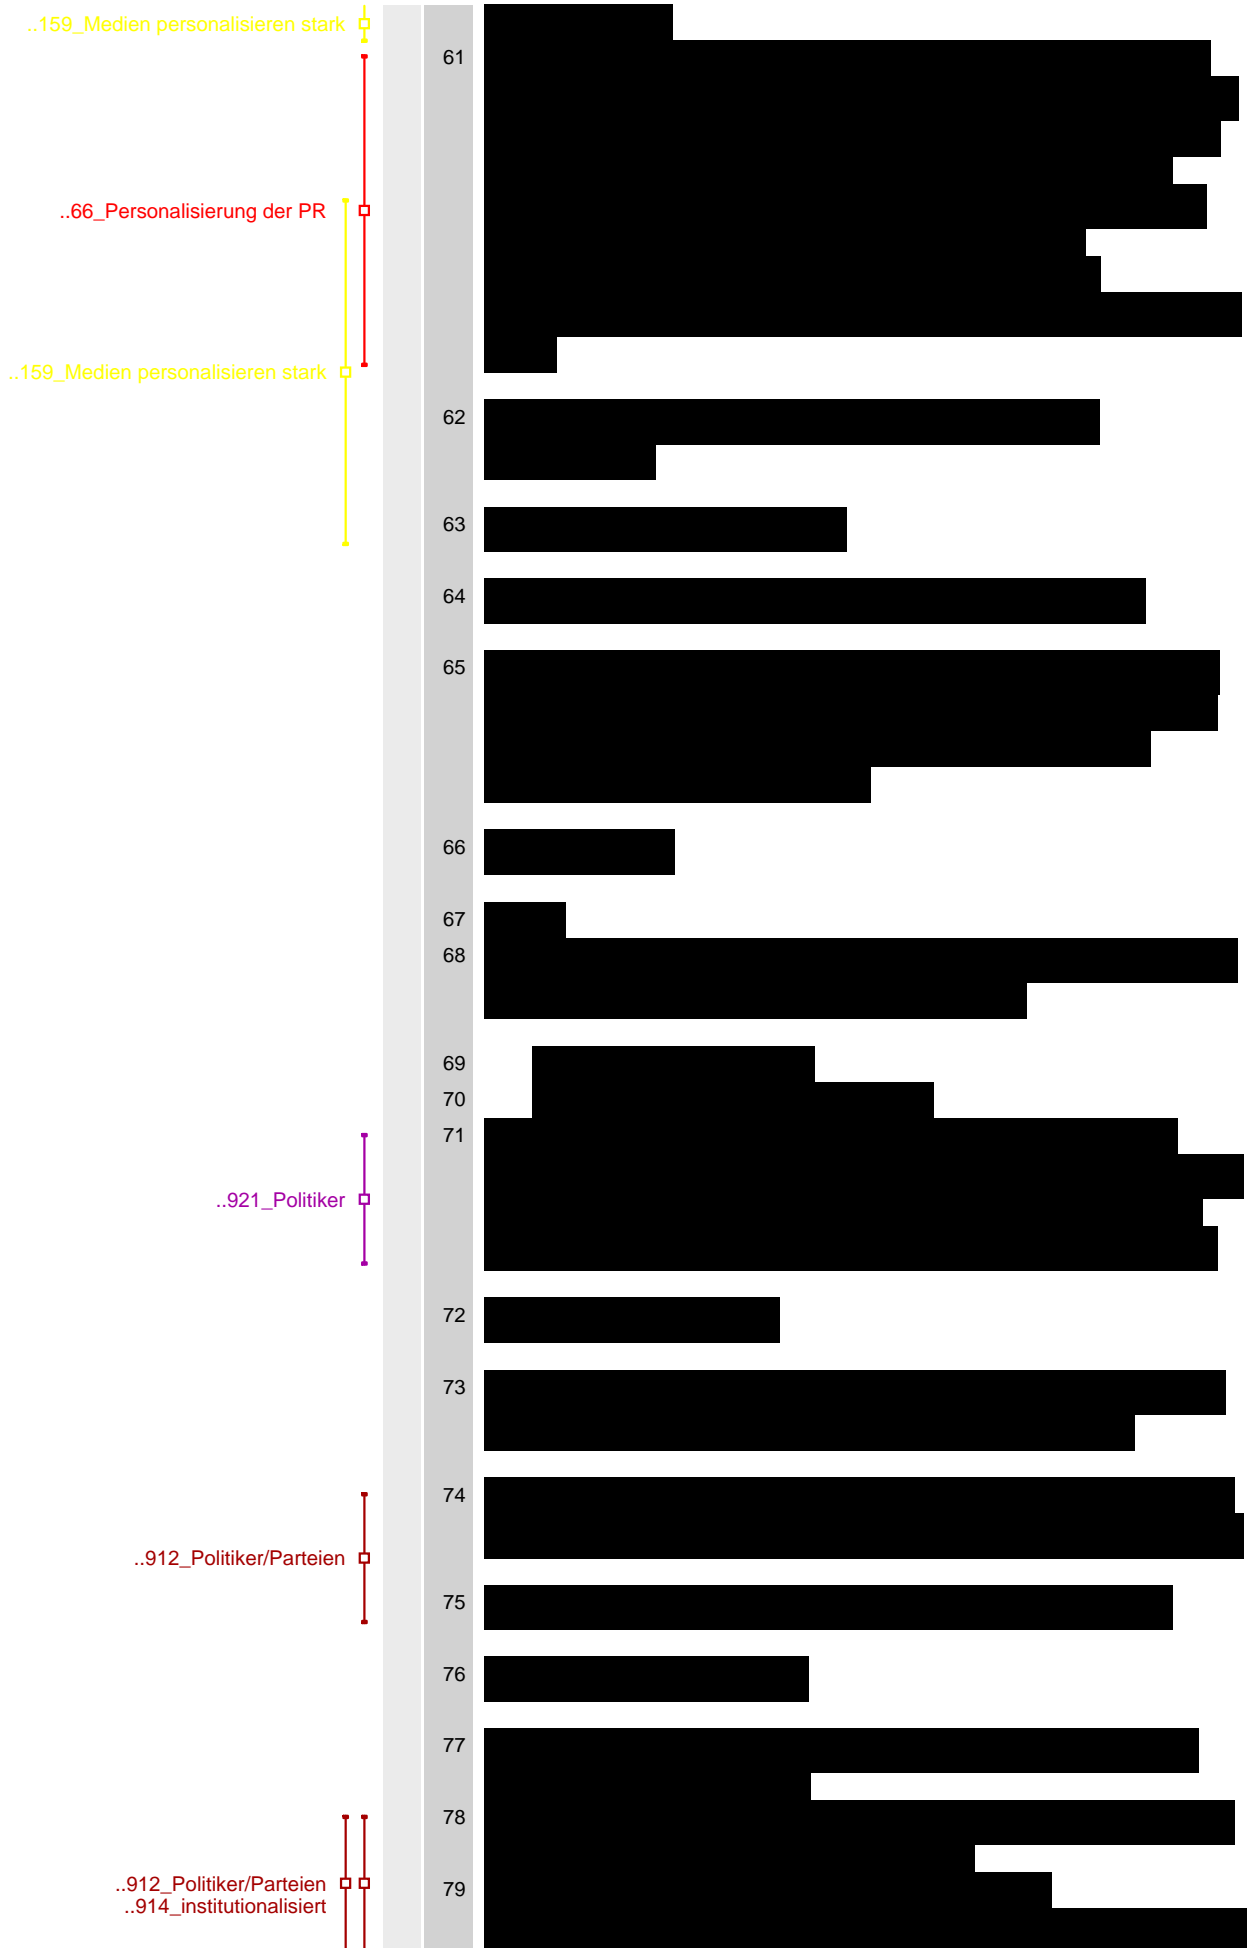 ..159_Medien personalisieren stark
61
..66_Personalisierung der PR
..159_Medien personalisieren stark
62
63
64
65
66
67
68
69
70
71
..921_Politiker
72
73
74
..912_Politiker/Parteien
75
76
77
78
..912_Politiker/Parteien
79
..914_institutionalisiert